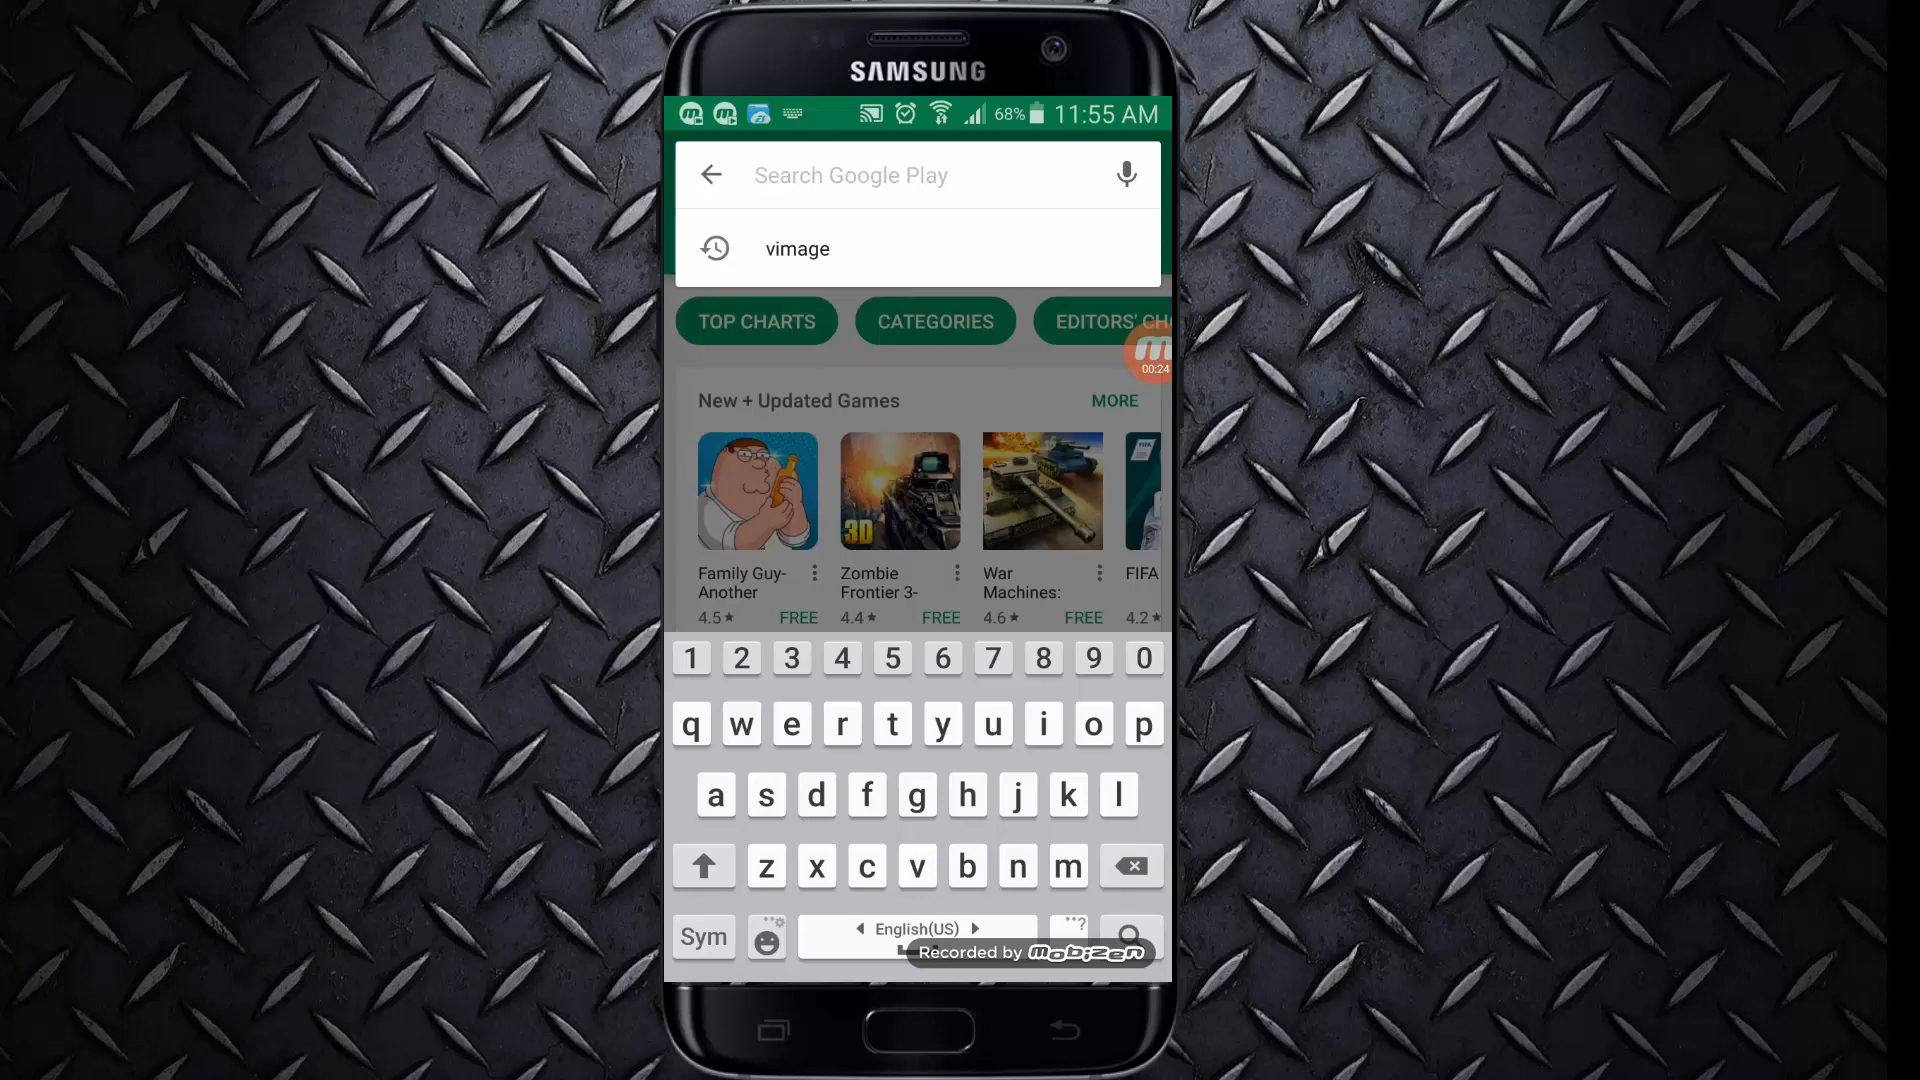 SAMSUNG
68% 11:55 AM
Search Google Play
vimage
TOP CHARTS CATEGORIES EDITORS' CH
00:24
New + Updated Games MORE
3D FIFA
Family Guy- Zombie War FIFA
Another Frontier 3- Machines:
4.5★ FREE 4.4★ FREE 4.6★ FREE 4.2★
1 2 3 4 5 6 7 8 9 0
q w e r t y u i o p
a s d f g h j k l
z x c v b n m
Sym English(US) ?
Recorded by mobizen